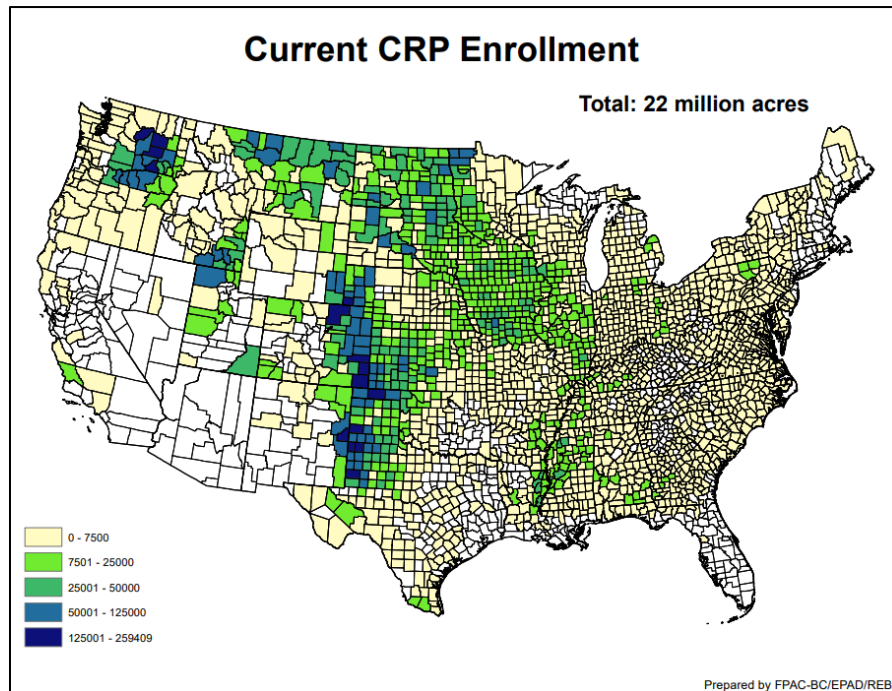 Current CRP Enrollment
Total: 22 million acres
0 - 7500
7501 - 25000
25001 - 50000
50001 - 125000
125001 - 259409
Prepared by FPAC-BC/EPAD/REB